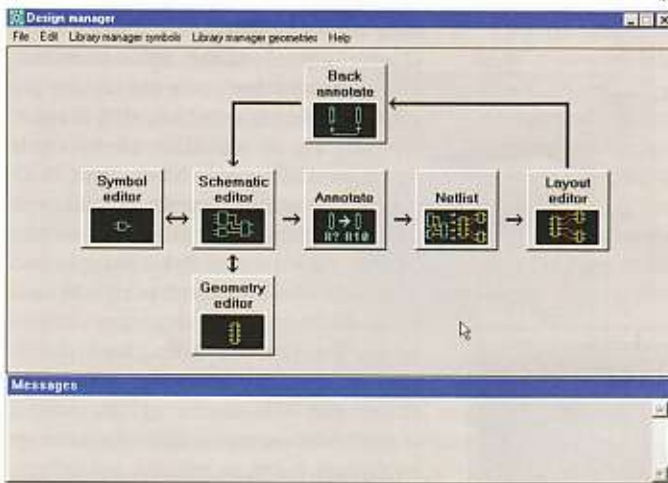 Design manager
File Edit Library manager symbols Library manager geometries Help
Back
annotate
Symbol
editor
Schematic
editor
Annotate
R? R10
Netlist
Layout
editor
Geometry
editor
Messages